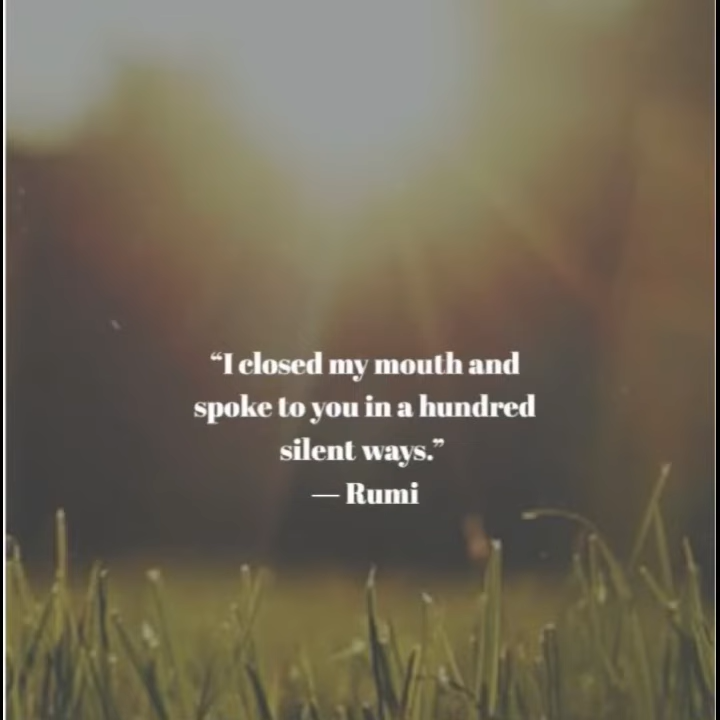 “I closed my mouth and
spoke to you in a hundred
silent ways.”
— Rumi